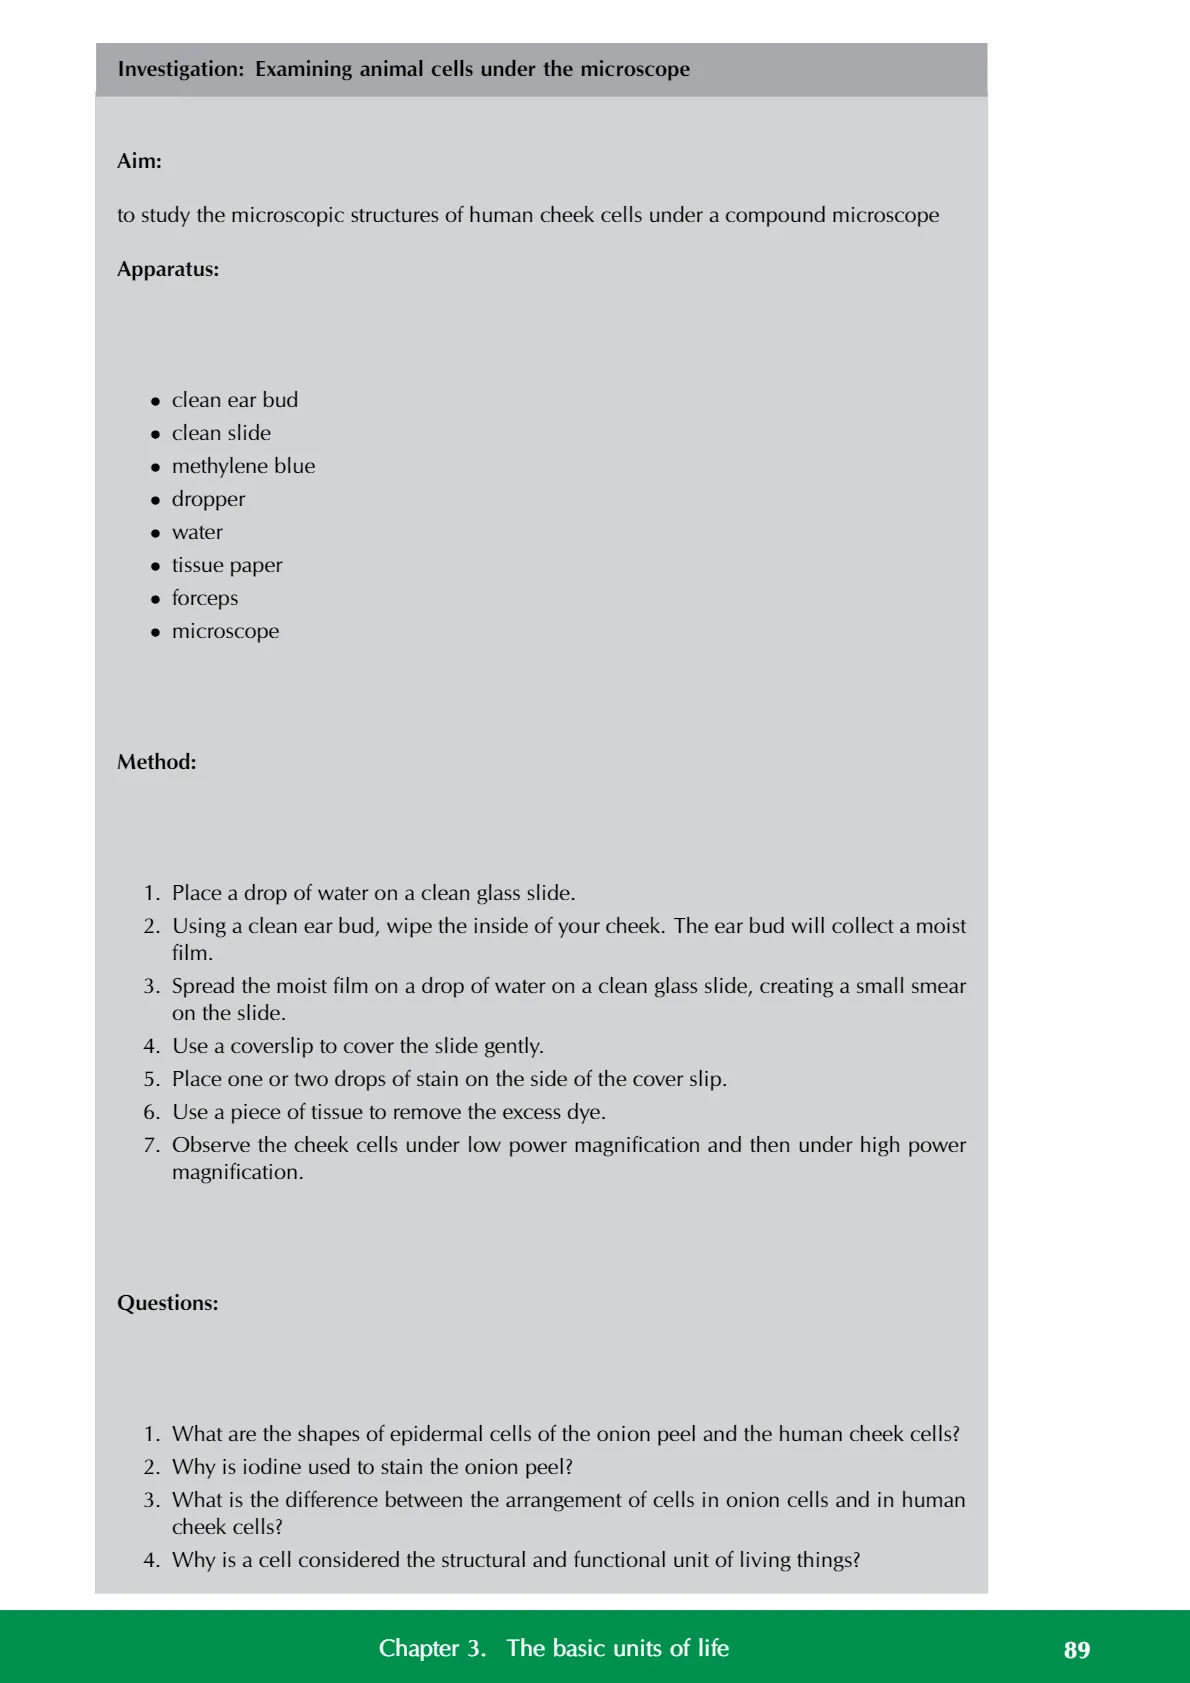 Investigation: Examining animal cells under the microscope
Aim:
to study the microscopic structures of human cheek cells under a compound microscope
Apparatus:
• clean ear bud
• clean slide
• methylene blue
• dropper
• water
• tissue paper
• forceps
• microscope
Method:
1. Place a drop of water on a clean glass slide.
2. Using a clean ear bud, wipe the inside of your cheek. The ear bud will collect a moist
film.
3. Spread the moist film on a drop of water on a clean glass slide, creating a small smear
on the slide.
4. Use a coverslip to cover the slide gently.
5. Place one or two drops of stain on the side of the cover slip.
6. Use a piece of tissue to remove the excess dye.
7. Observe the cheek cells under low power magnification and then under high power
magnification.
Questions:
1. What are the shapes of epidermal cells of the onion peel and the human cheek cells?
2. Why is iodine used to stain the onion peel?
3. What is the difference between the arrangement of cells in onion cells and in human
cheek cells?
4. Why is a cell considered the structural and functional unit of living things?
Chapter 3. The basic units of life 89